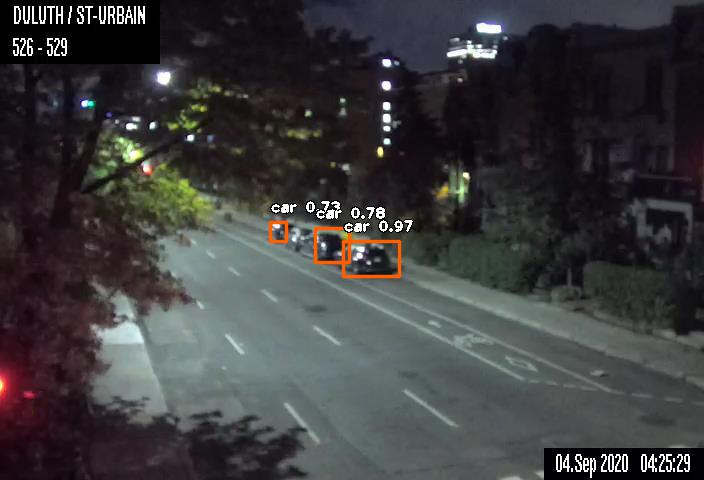 DULUTH / ST-URBAIN
526 - 529
car 0.73
car 0.78
car 0.97
04.Sep 2020 04:25:29